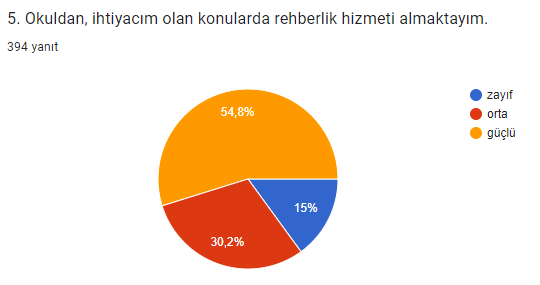 5. Okuldan, ihtiyacım olan konularda rehberlik hizmeti almaktayım.
394 yanıt
zayıf
orta
güçlü
54,8%
15%
30,2%